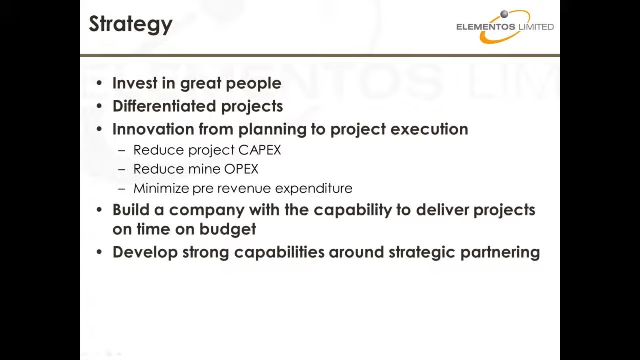 Strategy
ELEMENTOS LIMITED
• Invest in great people
• Differentiated projects
• Innovation from planning to project execution
– Reduce project CAPEX
– Reduce mine OPEX
– Minimize pre revenue expenditure
• Build a company with the capability to deliver projects
on time on budget
• Develop strong capabilities around strategic partnering